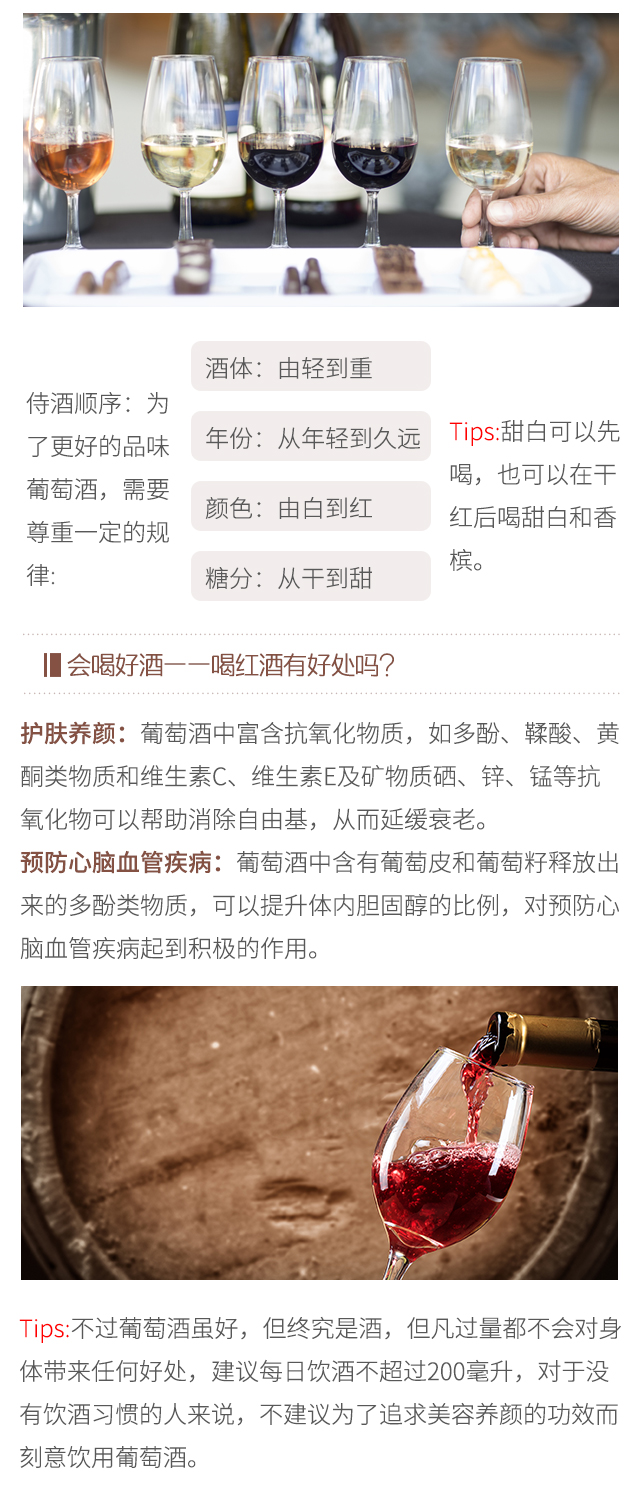 侍酒顺序：为
了更好的品味
葡萄酒，需要
尊重一定的规
律:
酒体：由轻到重
年份：从年轻到久远
颜色：由白到红
糖分：从干到甜
Tips:甜白可以先
喝，也可以在干
红后喝甜白和香
槟。
会喝好酒一一喝红酒有好处吗？
护肤养颜：葡萄酒中富含抗氧化物质，如多酚、鞣酸、黄
酮类物质和维生素C、维生素E及矿物质硒、锌、锰等抗
氧化物可以帮助消除自由基，从而延缓衰老。
预防心脑血管疾病：葡萄酒中含有葡萄皮和葡萄籽释放出
来的多酚类物质，可以提升体内胆固醇的比例，对预防心
脑血管疾病起到积极的作用。
Tips:不过葡萄酒虽好，但终究是酒，但凡过量都不会对身
体带来任何好处，建议每日饮酒不超过200毫升，对于没
有饮酒习惯的人来说，不建议为了追求美容养颜的功效而
刻意饮用葡萄酒。